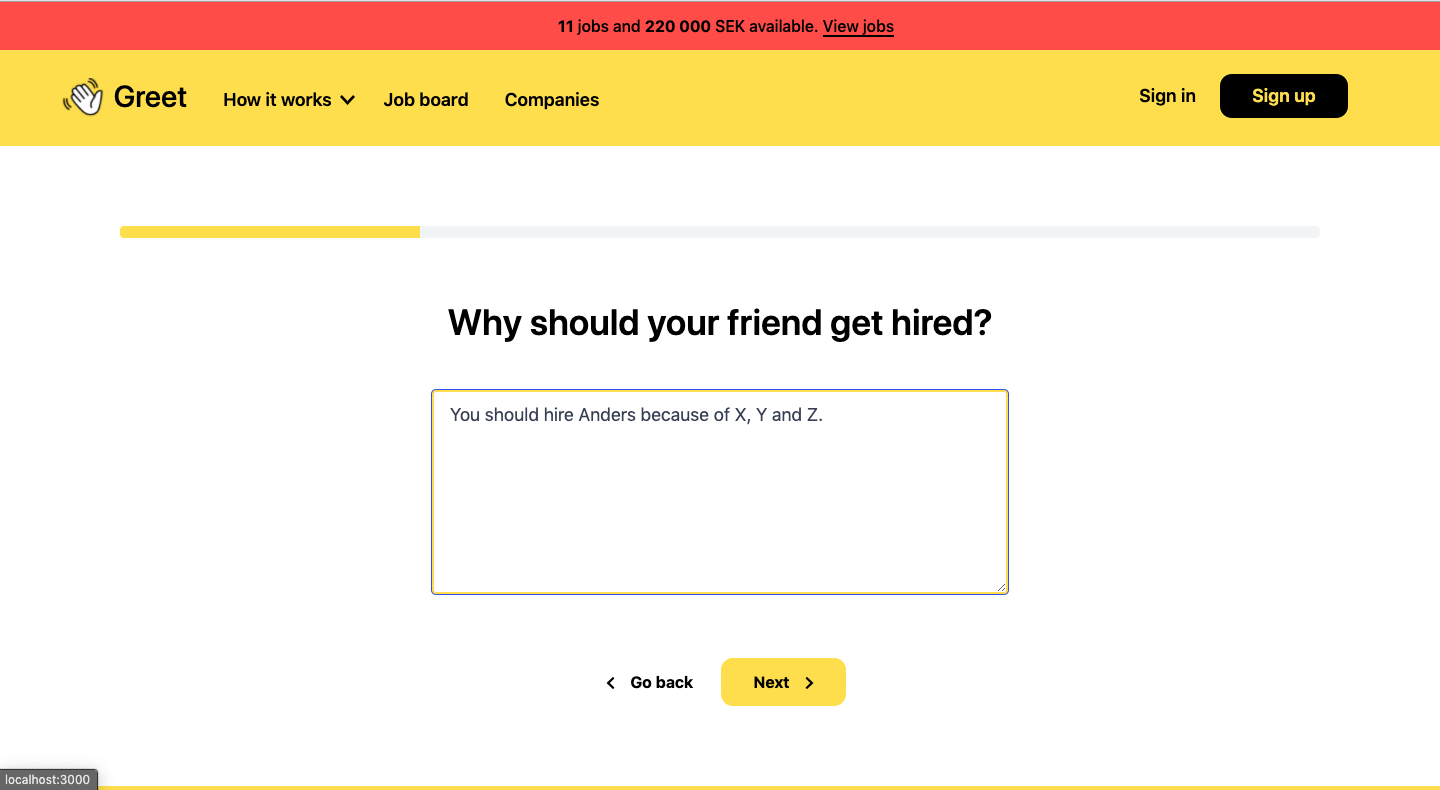 11 jobs and 220 000 SEK available. View jobs
Greet
How it works
Job board
Companies
Sign in
Sign up
Why should your friend get hired?
You should hire Anders because of X, Y and Z.
Go back
Next
localhost:3000